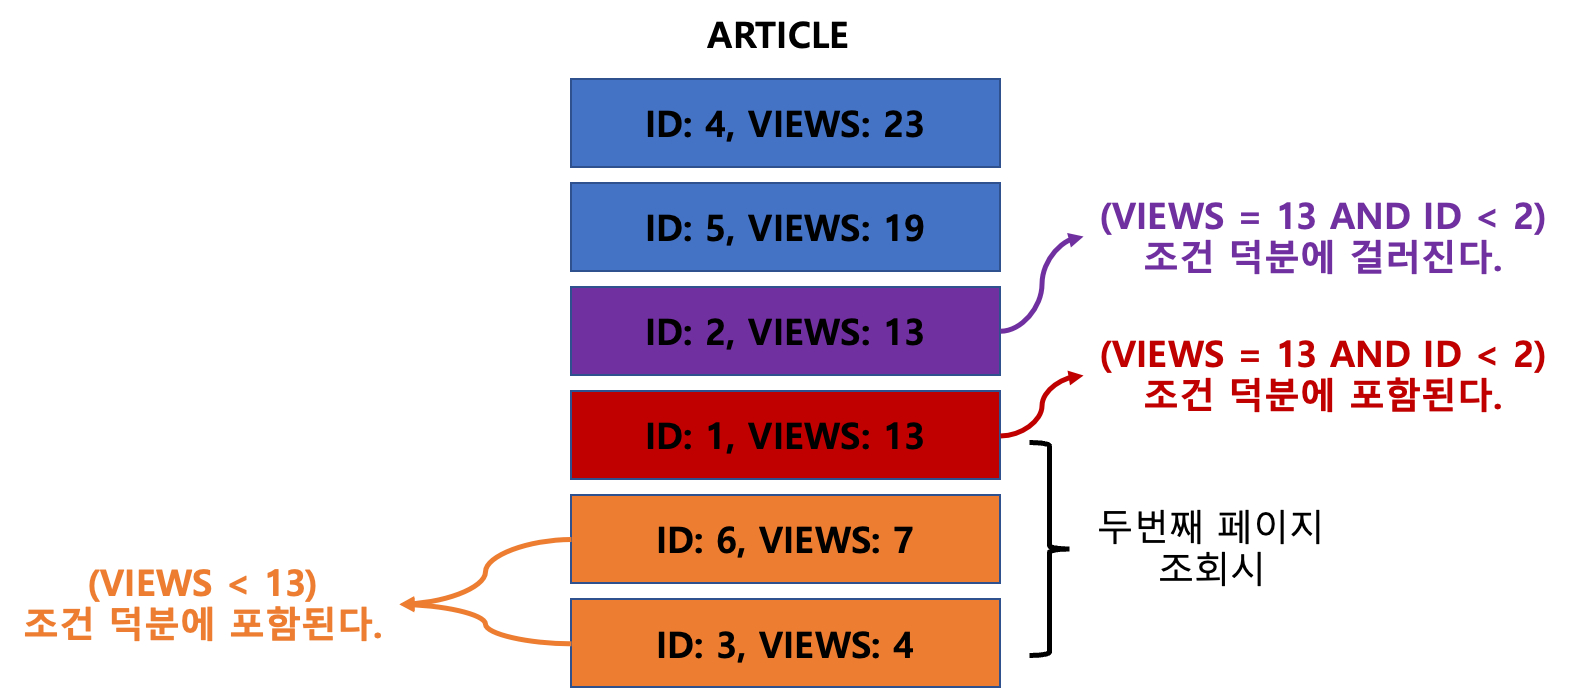 ARTICLE
ID: 4, VIEWS: 23
ID: 5, VIEWS: 19
(VIEWS = 13 AND ID < 2)
조건 덕분에 걸러진다.
ID: 2, VIEWS: 13
(VIEWS = 13 AND ID < 2)
조건 덕분에 포함된다.
ID: 1, VIEWS: 13
두번째 페이지
조회시
ID: 6, VIEWS: 7
(VIEWS < 13)
조건 덕분에 포함된다.
ID: 3, VIEWS: 4